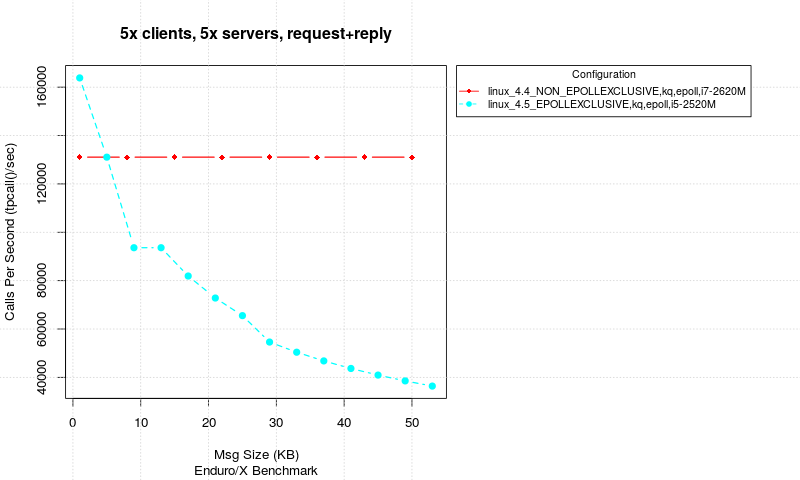 5x clients, 5x servers, request+reply
Configuration
linux_4.4_NON_EPOLLEXCLUSIVE,kq,epoll,i7-2620M
linux_4.5_EPOLLEXCLUSIVE,kq,epoll,i5-2520M
Calls Per Second (tpcall()/sec)
160000
120000
80000
60000
40000
0 10 20 30 40 50
Msg Size (KB)
Enduro/X Benchmark